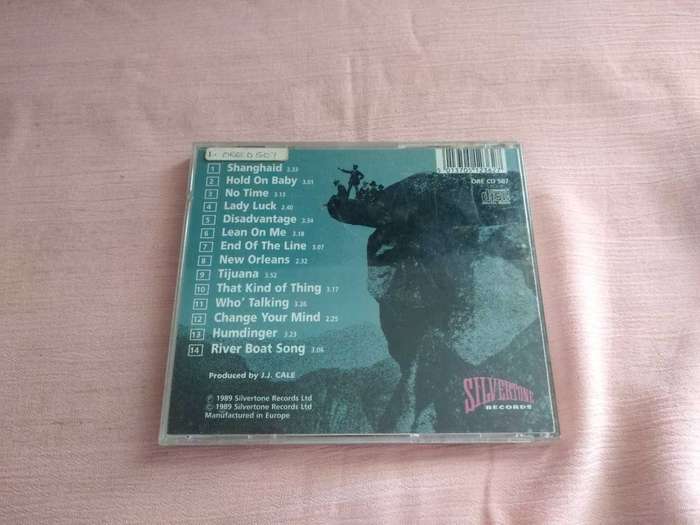 1 Shanghaid 3.33
2 Hold On Baby 3.01
3 No Time 3.13
4 Lady Luck 2.40
5 Disadvantage 2.34
6 Lean On Me 3.18
7 End Of The Line 3.07
8 New Orleans 2.32
9 Tijuana 3.52
10 That Kind of Thing 3.17
11 Who' Talking 3.26
12 Change Your Mind 2.25
13 Humdinger 3.23
14 River Boat Song 3.06
Produced by J.J. CALE
℗ 1989 Silvertone Records Ltd
© 1989 Silvertone Records Ltd
Manufactured in Europe
ORE CD 507
disc
SILVERTONE
RECORDS